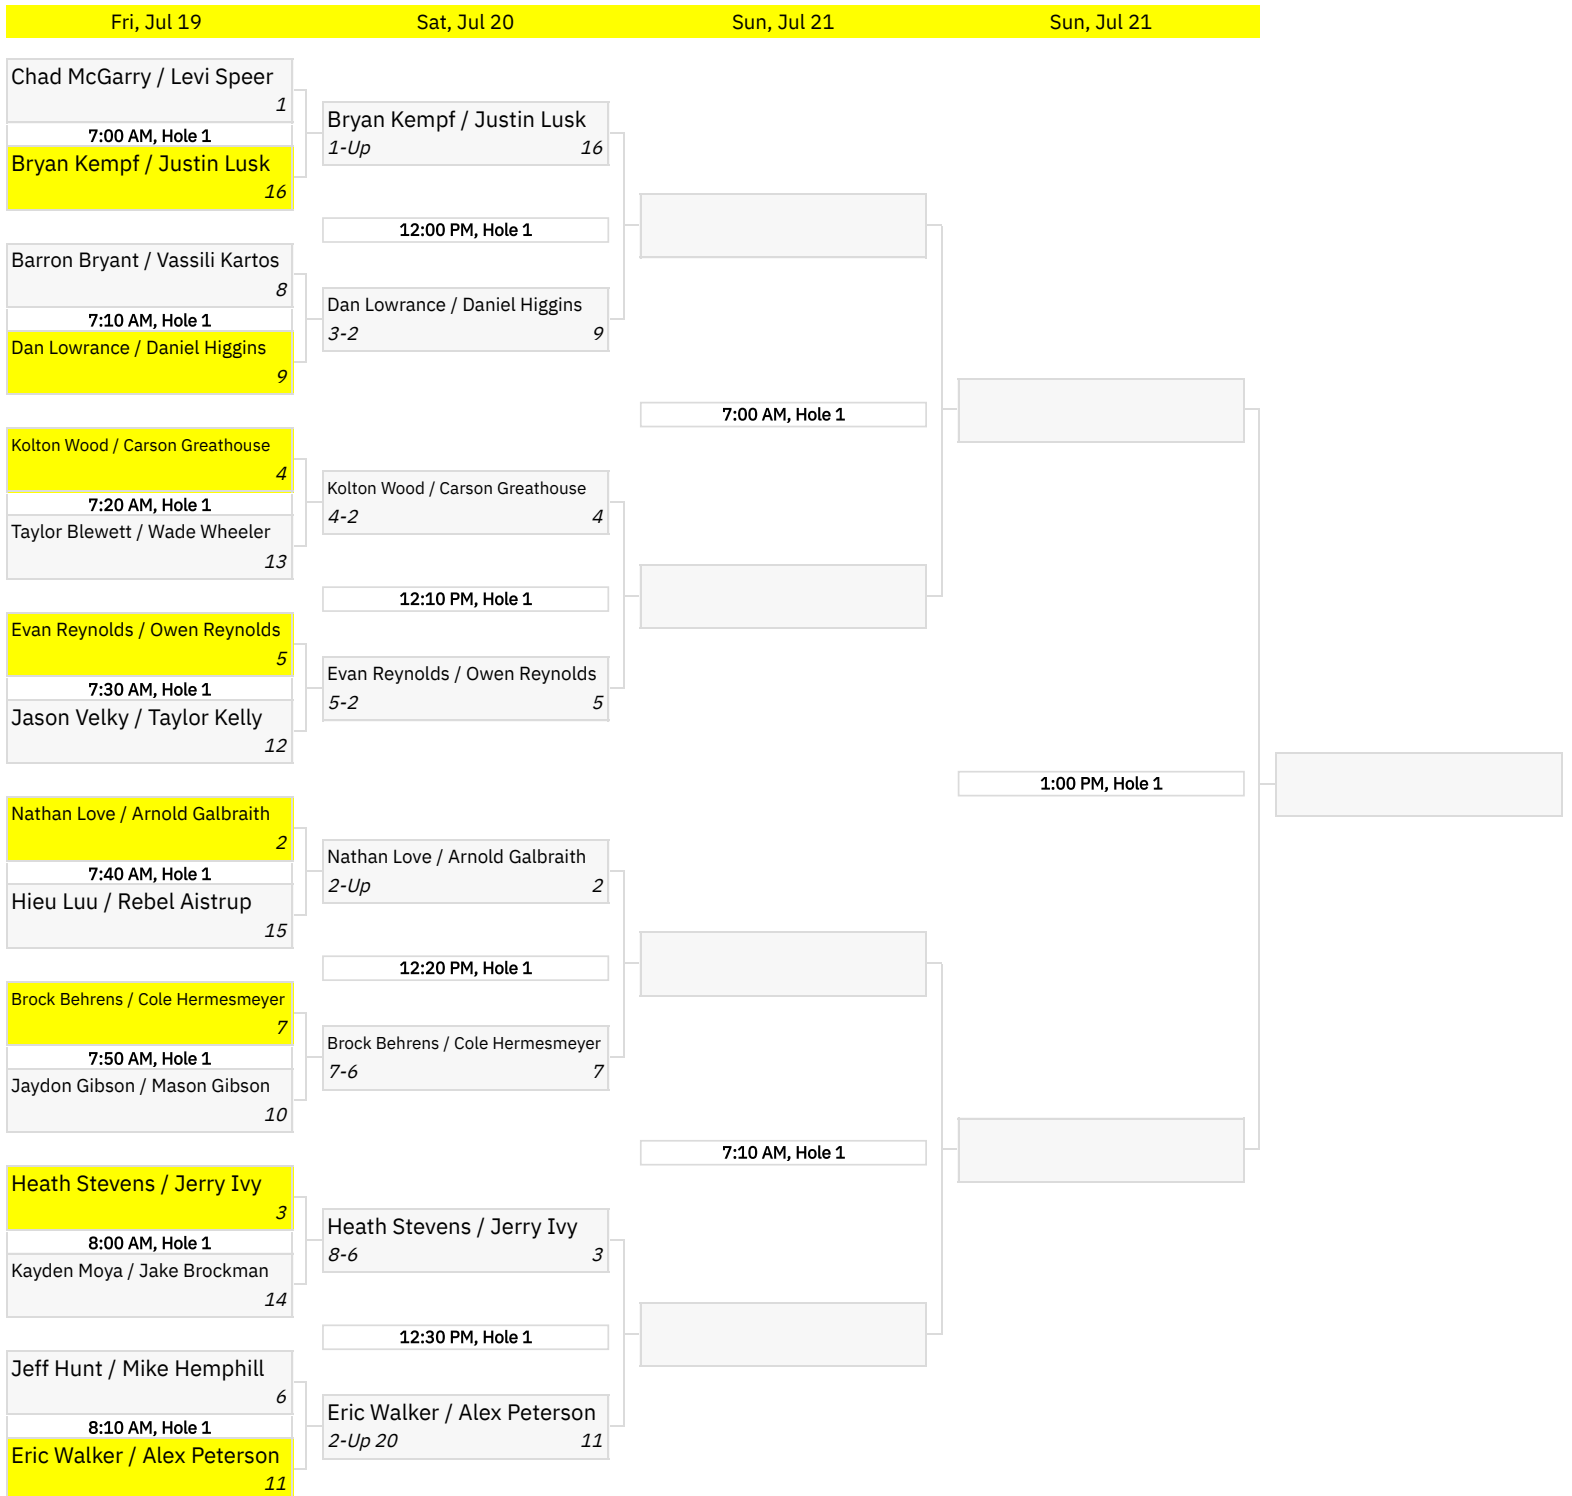 Fri, Jul 19
Sat, Jul 20
Sun, Jul 21
Sun, Jul 21
Chad McGarry / Levi Speer
1
7:00 AM, Hole 1
Bryan Kempf / Justin Lusk
16
Barron Bryant / Vassili Kartos
8
7:10 AM, Hole 1
Dan Lowrance / Daniel Higgins
9
Kolton Wood / Carson Greathouse
4
7:20 AM, Hole 1
Taylor Blewett / Wade Wheeler
13
Evan Reynolds / Owen Reynolds
5
7:30 AM, Hole 1
Jason Velky / Taylor Kelly
12
Nathan Love / Arnold Galbraith
2
7:40 AM, Hole 1
Hieu Luu / Rebel Aistrup
15
Brock Behrens / Cole Hermesmeyer
7
7:50 AM, Hole 1
Jaydon Gibson / Mason Gibson
10
Heath Stevens / Jerry Ivy
3
8:00 AM, Hole 1
Kayden Moya / Jake Brockman
14
Jeff Hunt / Mike Hemphill
6
8:10 AM, Hole 1
Eric Walker / Alex Peterson
11
Bryan Kempf / Justin Lusk
1-Up 16
12:00 PM, Hole 1
Dan Lowrance / Daniel Higgins
3-2 9
Kolton Wood / Carson Greathouse
4-2 4
12:10 PM, Hole 1
Evan Reynolds / Owen Reynolds
5-2 5
Nathan Love / Arnold Galbraith
2-Up 2
12:20 PM, Hole 1
Brock Behrens / Cole Hermesmeyer
7-6 7
Heath Stevens / Jerry Ivy
8-6 3
12:30 PM, Hole 1
Eric Walker / Alex Peterson
2-Up 20 11
7:00 AM, Hole 1
7:10 AM, Hole 1
1:00 PM, Hole 1